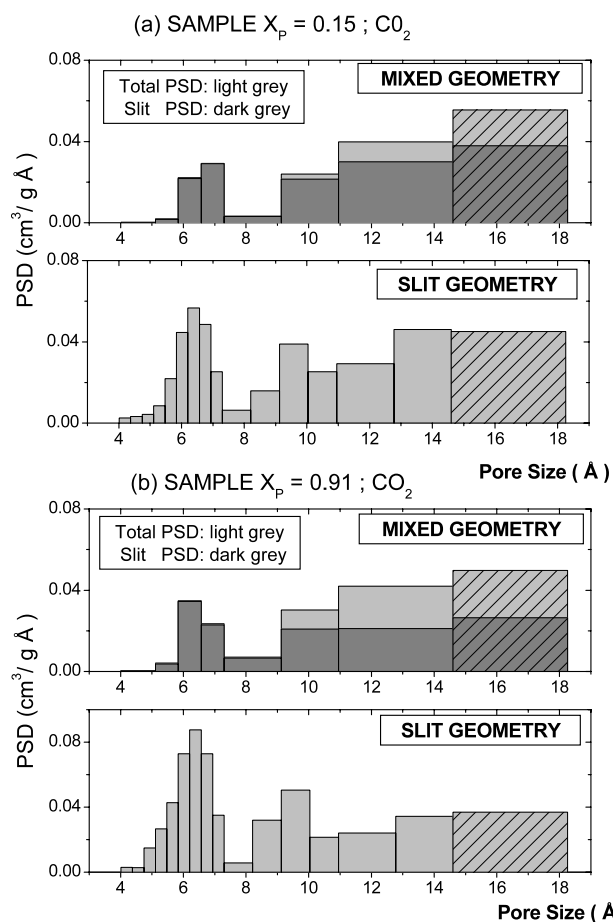 (a) SAMPLE X_P = 0.15 ; C0_2
MIXED GEOMETRY
Total PSD: light grey
Slit PSD: dark grey
0.08
0.04
0.00
4 6 8 10 12 14 16 18
PSD (cm^3/ g Å)
SLIT GEOMETRY
0.08
0.04
0.00
4 6 8 10 12 14 16 18
Pore Size ( Å )
(b) SAMPLE X_P = 0.91 ; CO_2
MIXED GEOMETRY
Total PSD: light grey
Slit PSD: dark grey
0.08
0.04
0.00
4 6 8 10 12 14 16 18
PSD (cm^3/ g Å)
SLIT GEOMETRY
0.08
0.04
0.00
4 6 8 10 12 14 16 18
Pore Size ( Å